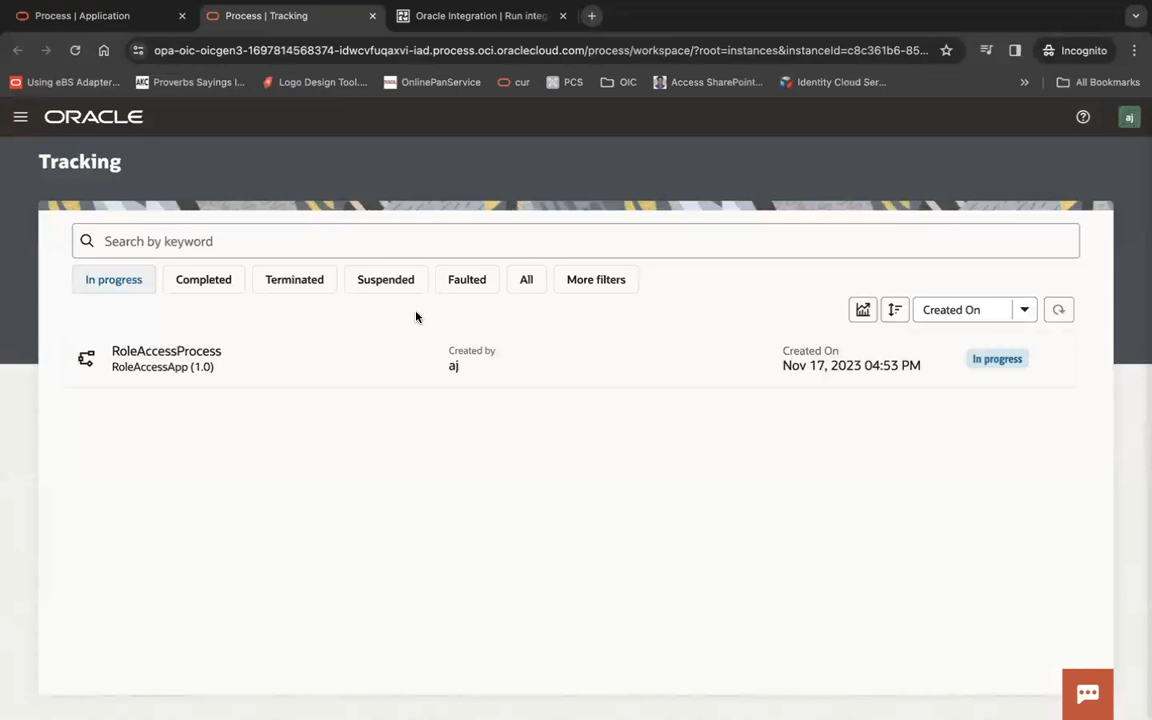 Process | Application
Process | Tracking
Oracle Integration | Run integ
opa-oic-oicgen3-1697814568374-idwcvfuqaxvi-iad.process.oci.oraclecloud.com/process/workspace/?root=instances&instanceId=c8c361b6-85...
Incognito
Using eBS Adapter...
AKC
Proverbs Sayings I...
Logo Design Tool....
OnlinePanService
cur
PCS
OIC
Access SharePoint...
Identity Cloud Ser...
All Bookmarks
ORACLE
aj
Tracking
Search by keyword
In progress
Completed
Terminated
Suspended
Faulted
All
More filters
Created On
RoleAccessProcess
RoleAccessApp (1.0)
Created by
aj
Created On
Nov 17, 2023 04:53 PM
In progress